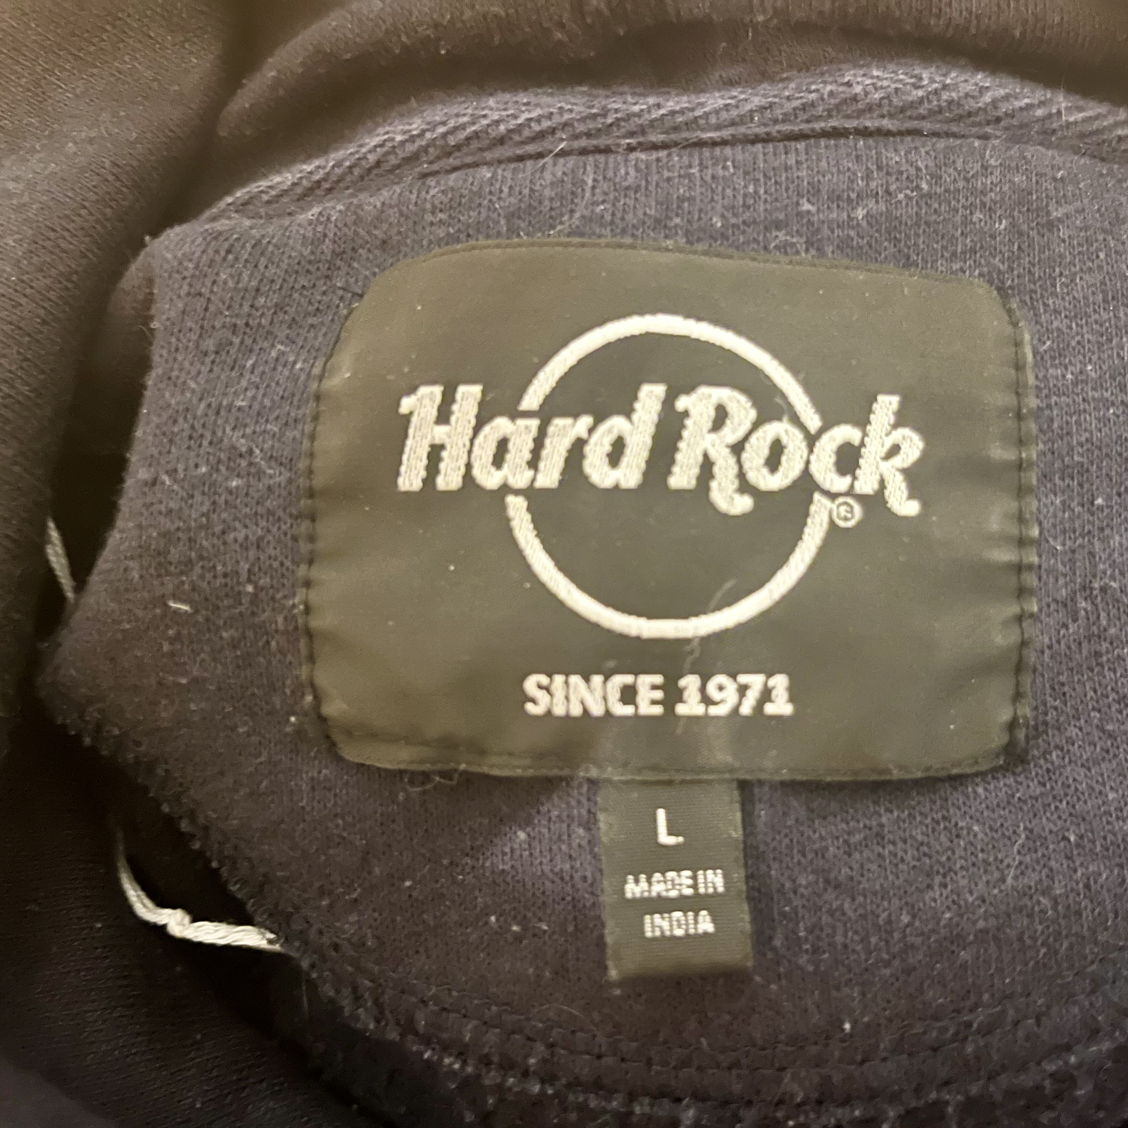 Hard Rock®
SINCE 1971
L
MADE IN
INDIA